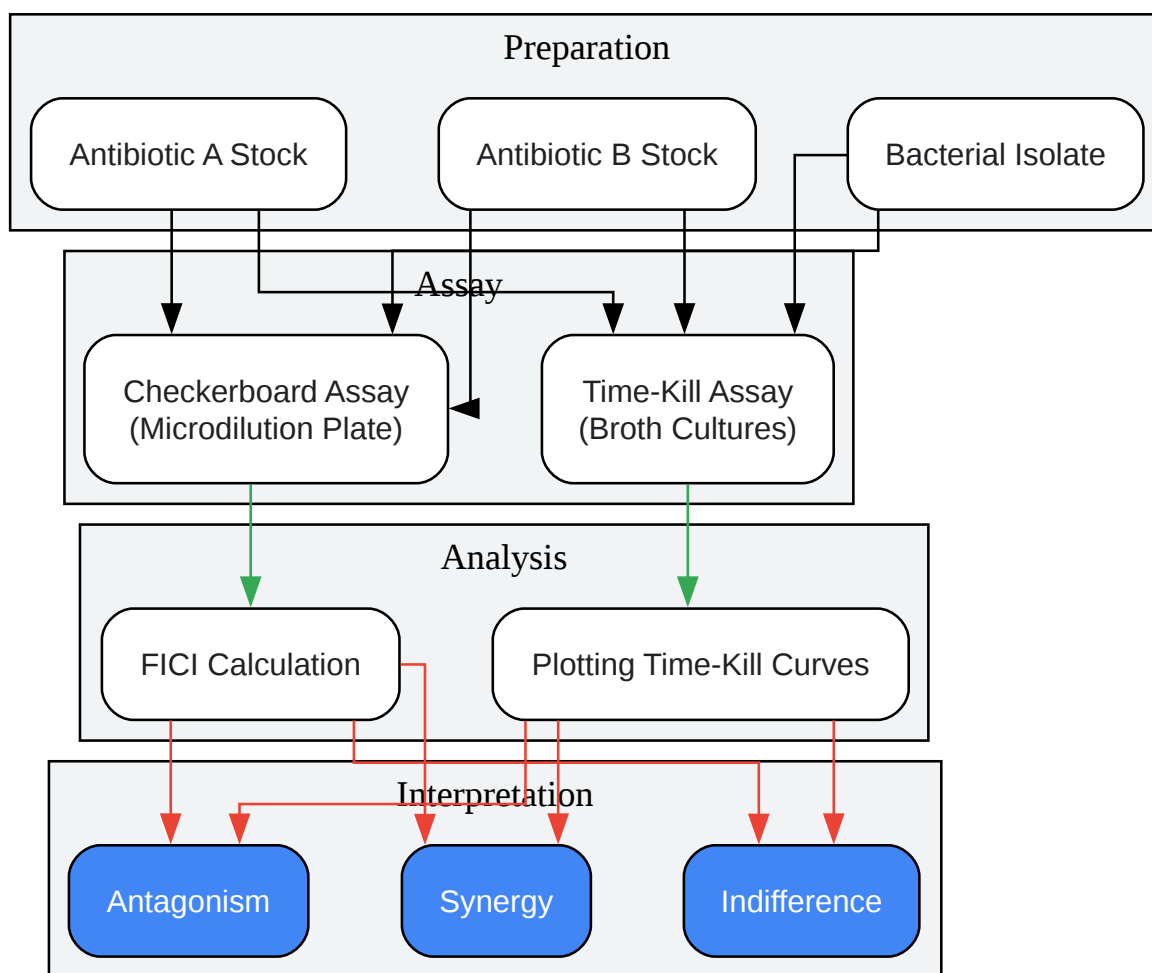 Preparation
Antibiotic A Stock
Antibiotic B Stock
Bacterial Isolate
Assay
Checkerboard Assay
(Microdilution Plate)
Time-Kill Assay
(Broth Cultures)
Analysis
FICI Calculation
Plotting Time-Kill Curves
Interpretation
Antagonism
Synergy
Indifference